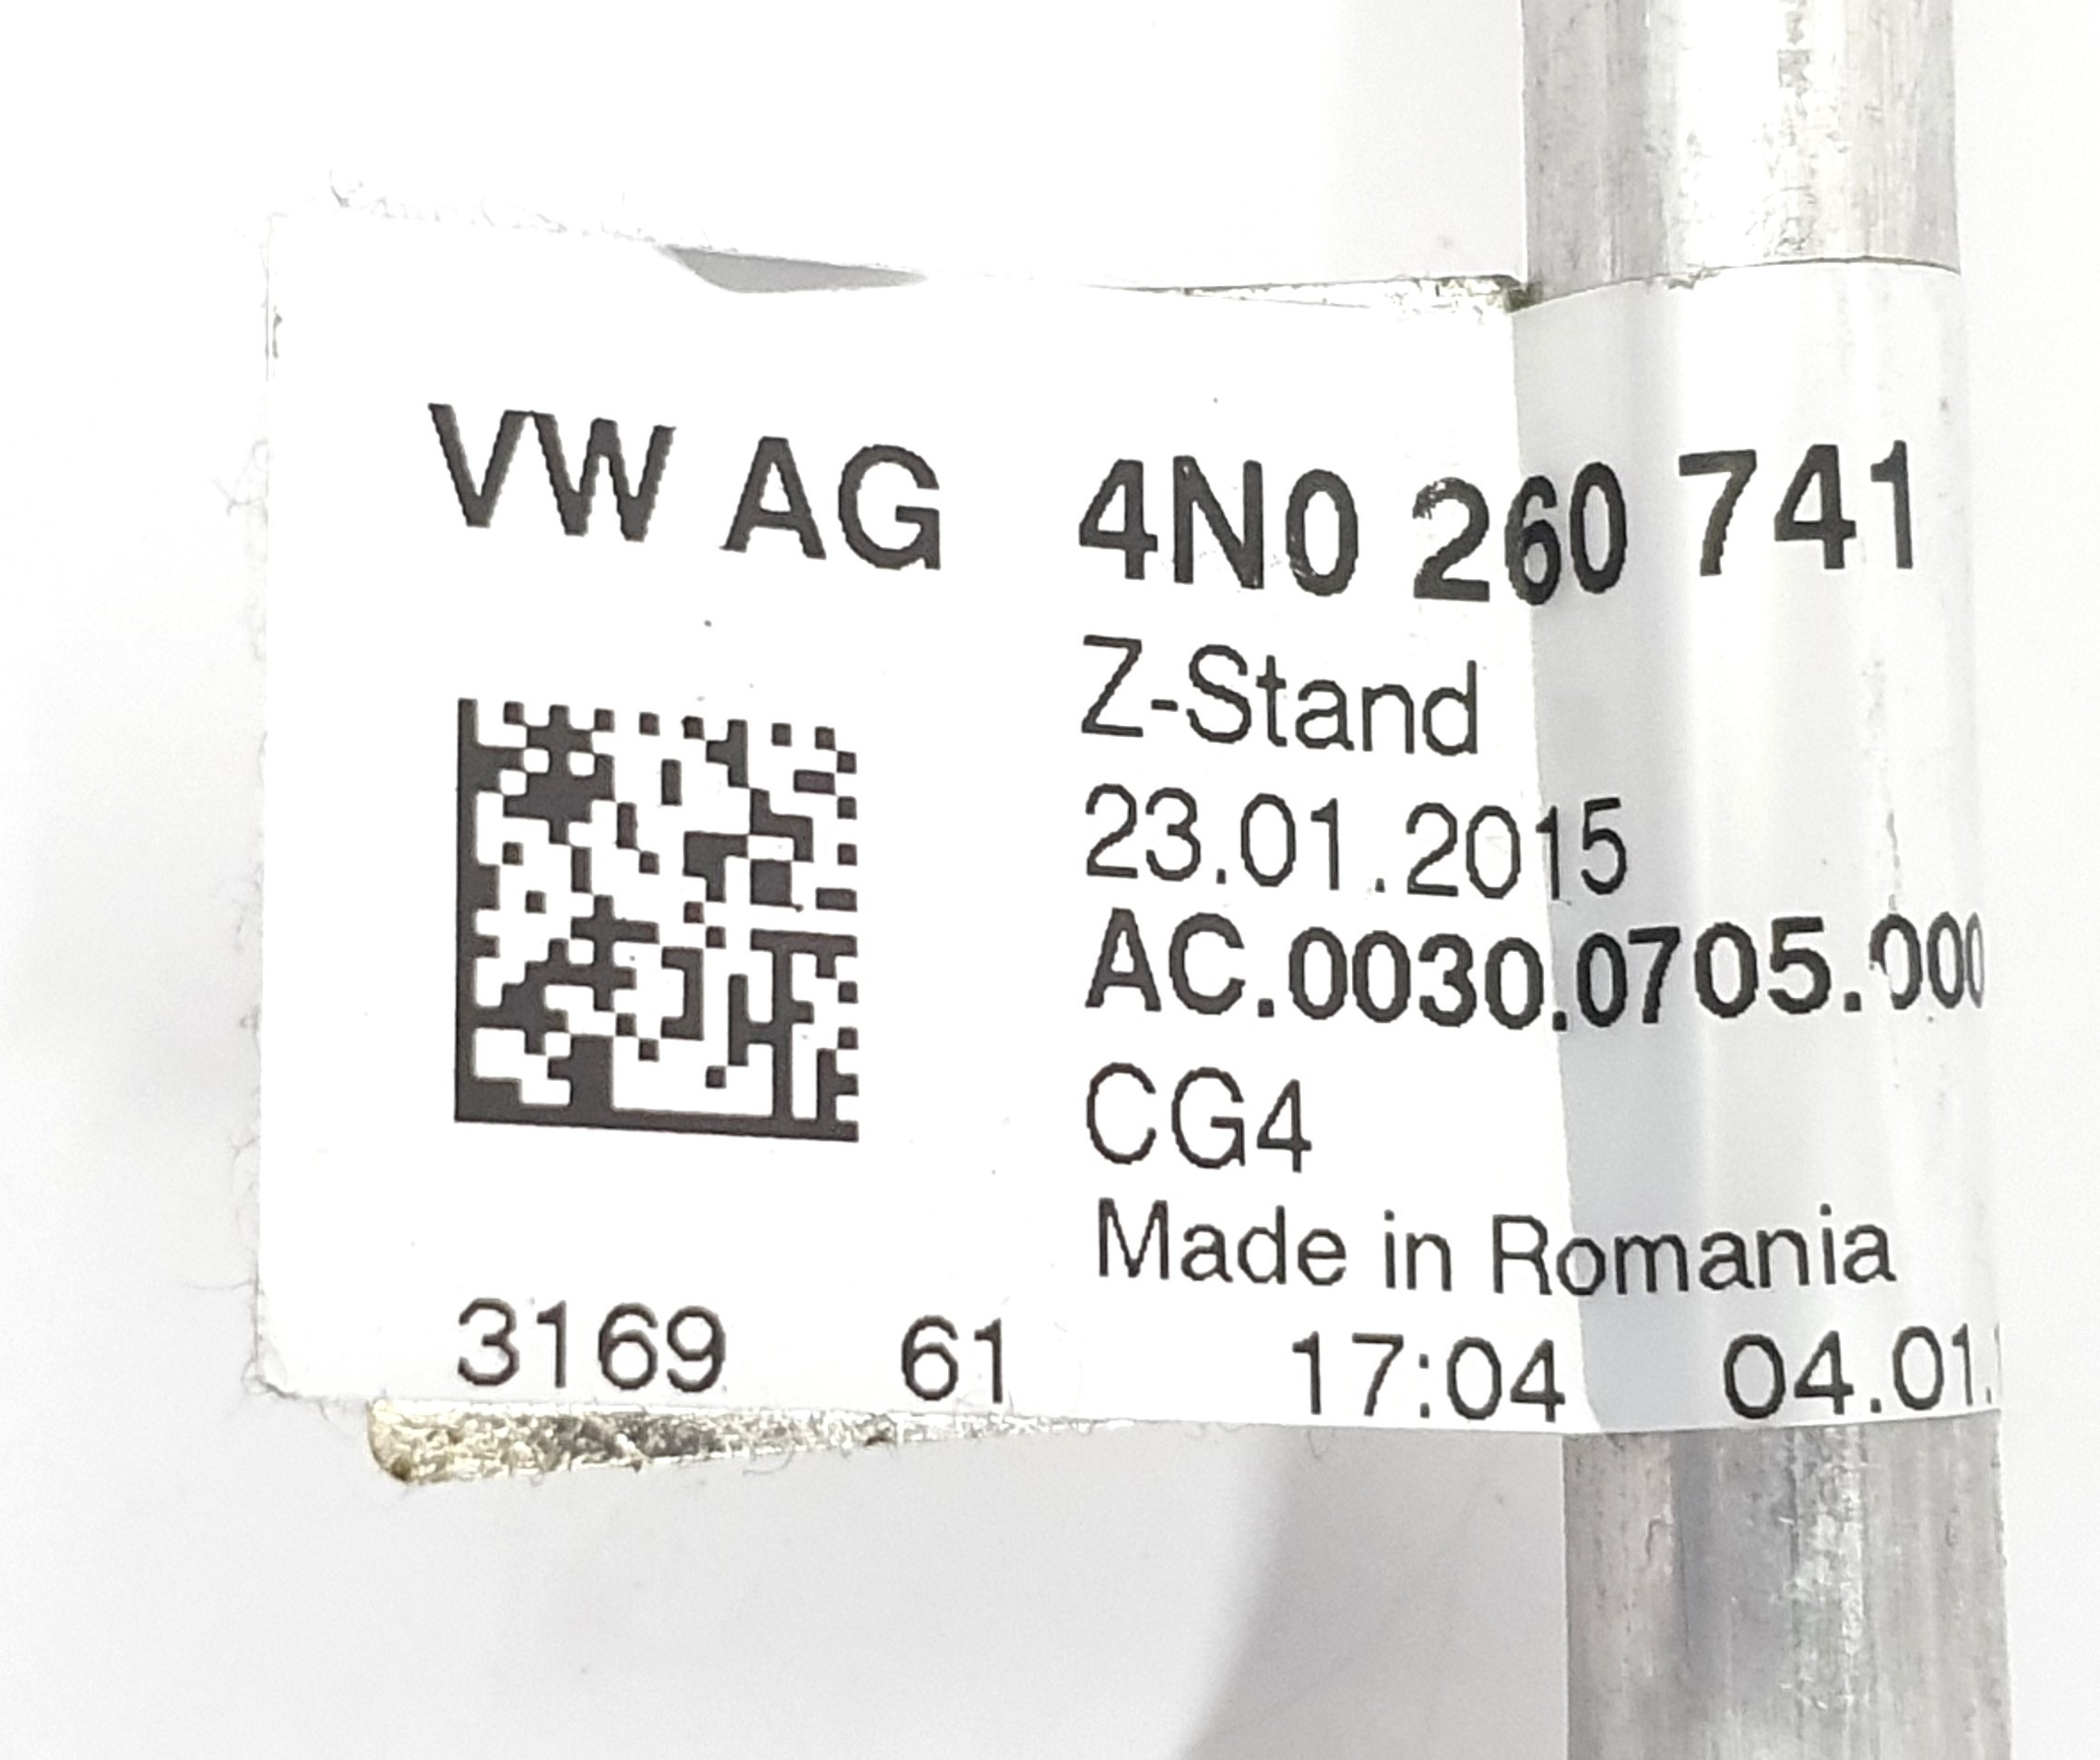 VW AG 4N0 260 741
Z-Stand
23.01.2015
AC.0030.0705.000
CG4
Made in Romania
3169 61 17:04 04.01.